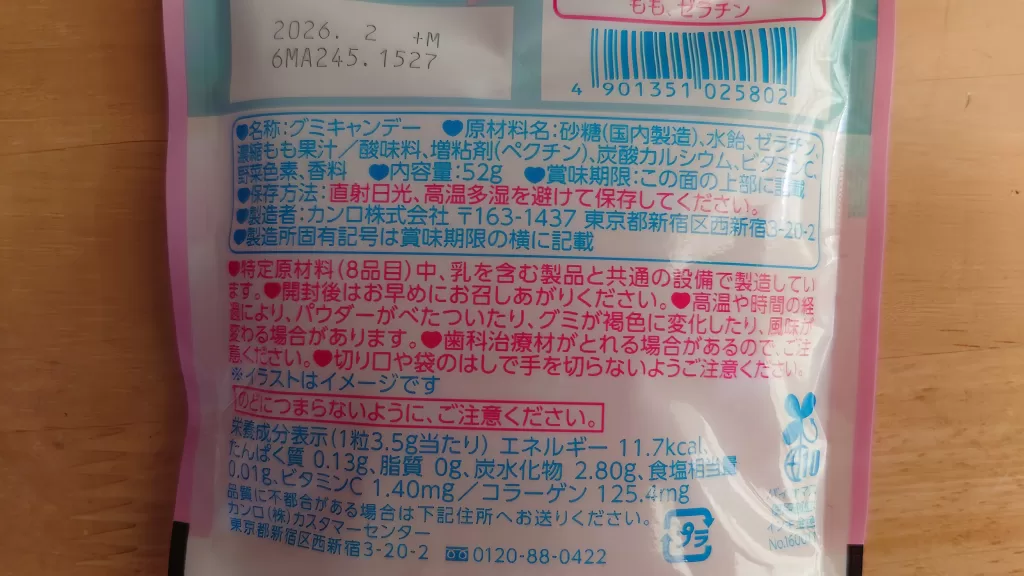 もも、ゼラチン
2026. 2 +M
6MA245.1527
4 901351 025802
♥名称:グミキャンデー ♥原材料名:砂糖(国内製造)、水飴、ゼラチン、
濃縮もも果汁/酸味料、増粘剤(ペクチン)、炭酸カルシウム、ビタミンC、
野菜色素、香料 ♥内容量:52g ♥賞味期限:この面の上部に記載
♥保存方法:直射日光、高温多湿を避けて保存してください。
♥製造者:カンロ株式会社 〒163-1437 東京都新宿区西新宿3-20-2
♥製造所固有記号は賞味期限の横に記載
♥特定原材料(8品目)中、乳を含む製品と共通の設備で製造してい
ます。♥開封後はお早めにお召しあがりください。♥高温や時間の経
過により、パウダーがべたついたり、グミが褐色に変化したり、風味が
変わる場合があります。♥歯科治療材がとれる場合があるので、ご注
意ください。♥切り口や袋のはしで手を切らないようご注意ください。
※イラストはイメージです
のどにつまらないように、ご注意ください。
栄養成分表示(1粒3.5g当たり) エネルギー 11.7kcal、
たんぱく質 0.13g、脂質 0g、炭水化物 2.80g、食塩相当量
0.01g、ビタミンC 1.40mg/コラーゲン 125.4mg
品質に不都合がある場合は下記住所へお送りください。
カンロ(株)カスタマーセンター
東京都新宿区西新宿3-20-2 0120-88-0422
プラ